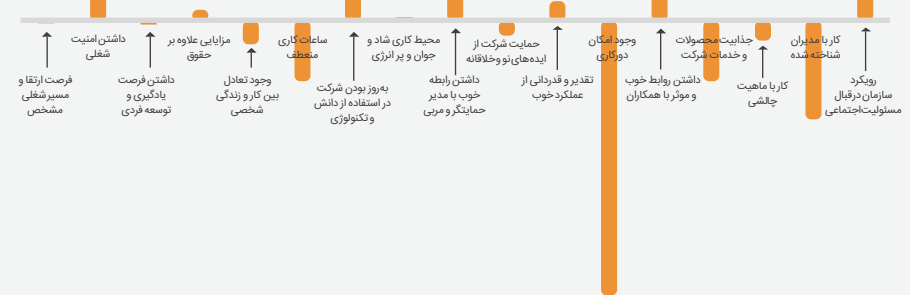 کار با مدیران
شناخته شده
جذابیت محصولات
و خدمات شرکت
وجود امکان
دورکاری
حمایت شرکت از
ایده‌های نو و خلاقانه
محیط کاری شاد و
جوان و پر انرژی
ساعات کاری
منعطف
مزایایی علاوه بر
حقوق
داشتن امنیت
شغلی
رویکرد
سازمان در قبال
مسئولیت اجتماعی
کار با ماهیت
چالشی
داشتن روابط خوب
و موثر با همکاران
تقدیر و قدردانی از
عملکرد خوب
داشتن رابطه
خوب با مدیر
حمایتگر و مربی
به‌روز بودن شرکت
در استفاده از دانش
و تکنولوژی
وجود تعادل
بین کار و زندگی
شخصی
داشتن فرصت
یادگیری و
توسعه فردی
فرصت ارتقا و
مسیر شغلی
مشخص